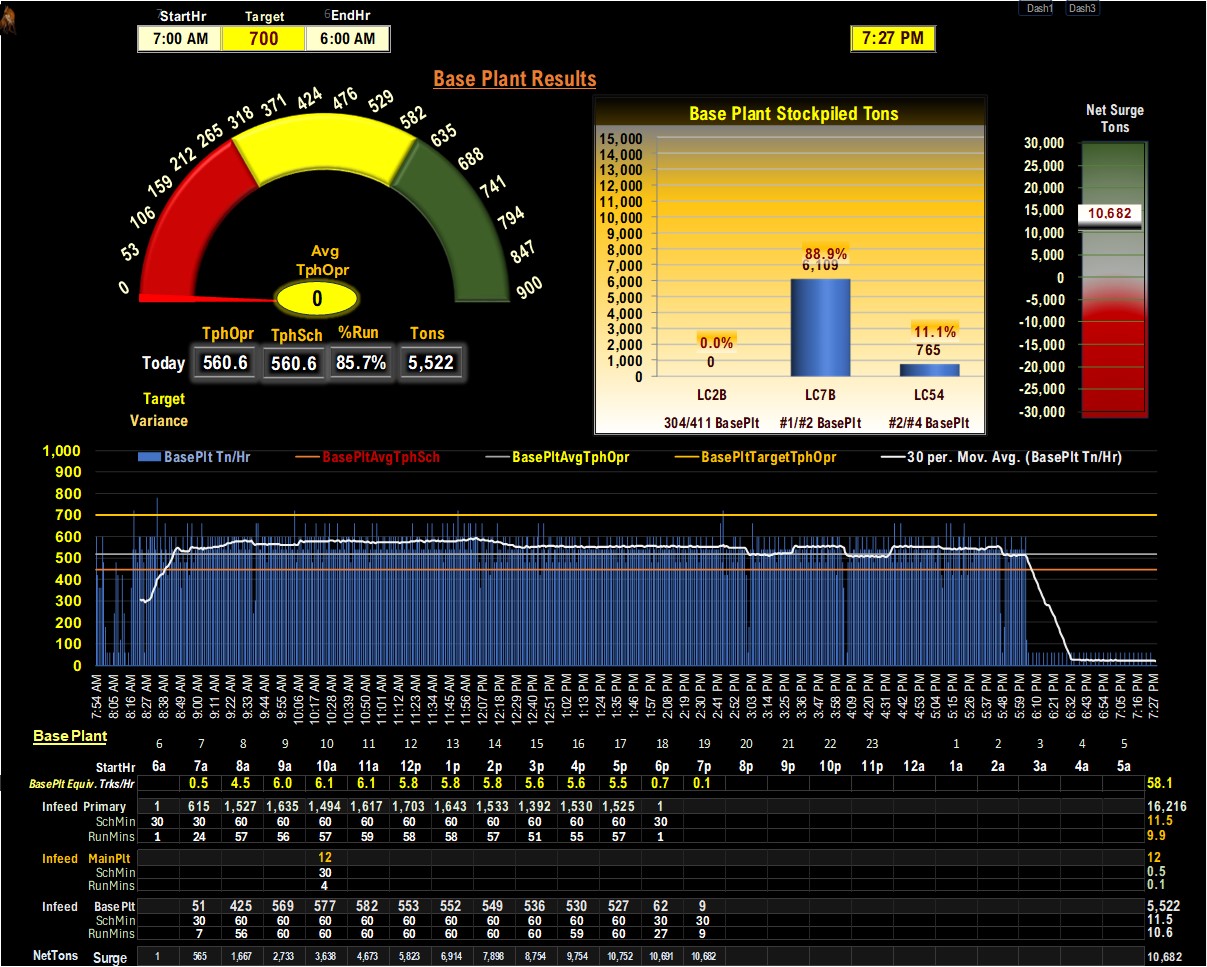 StartHr Target EndHr Dash1 Dash3
7:00 AM 700 6:00 AM 7:27 PM
Base Plant Results
0 53 106 159 212 265 318 371 424 476 529 582 635 688 741 794 847 900
Avg
TphOpr
0
TphOpr TphSch %Run Tons
Today 560.6 560.6 85.7% 5,522
Target
Variance
Base Plant Stockpiled Tons
15,000
14,000
13,000
12,000
11,000
10,000
9,000
8,000
7,000
6,000
5,000
4,000
3,000
2,000
1,000
0
0.0% 88.9% 11.1%
0 6,109 765
LC2B LC7B LC54
304/411 BasePlt #1/#2 BasePlt #2/#4 BasePlt
Net Surge
Tons
30,000
25,000
20,000
15,000
10,000
5,000
0
-5,000
-10,000
-15,000
-20,000
-25,000
-30,000
10,682
BasePlt Tn/Hr BasePltAvgTphSch BasePltAvgTphOpr BasePltTargetTphOpr 30 per. Mov. Avg. (BasePlt Tn/Hr)
1,000
900
800
700
600
500
400
300
200
100
0
7:54 AM 8:05 AM 8:16 AM 8:27 AM 8:38 AM 8:49 AM 9:00 AM 9:11 AM 9:22 AM 9:33 AM 9:44 AM 9:55 AM 10:06 AM 10:17 AM 10:28 AM 10:39 AM 10:50 AM 11:01 AM 11:12 AM 11:23 AM 11:34 AM 11:45 AM 11:56 AM 12:07 PM 12:18 PM 12:29 PM 12:40 PM 12:51 PM 1:02 PM 1:13 PM 1:24 PM 1:35 PM 1:46 PM 1:57 PM 2:08 PM 2:19 PM 2:30 PM 2:41 PM 2:52 PM 3:03 PM 3:14 PM 3:25 PM 3:36 PM 3:47 PM 3:58 PM 4:09 PM 4:20 PM 4:31 PM 4:42 PM 4:53 PM 5:04 PM 5:15 PM 5:26 PM 5:37 PM 5:48 PM 5:59 PM 6:10 PM 6:21 PM 6:32 PM 6:43 PM 6:54 PM 7:05 PM 7:16 PM 7:27 PM
Base Plant
6 7 8 9 10 11 12 13 14 15 16 17 18 19 20 21 22 23 1 2 3 4 5
StartHr 6a 7a 8a 9a 10a 11a 12p 1p 2p 3p 4p 5p 6p 7p 8p 9p 10p 11p 12a 1a 2a 3a 4a 5a
BasePlt Equiv. Trks/Hr 0.5 4.5 6.0 6.1 6.1 5.8 5.8 5.8 5.6 5.6 5.5 0.7 0.1 58.1
Infeed Primary 1 615 1,527 1,635 1,494 1,617 1,703 1,643 1,533 1,392 1,530 1,525 1 16,216
SchMin 30 30 60 60 60 60 60 60 60 60 60 60 30 11.5
RunMins 1 24 57 56 57 59 58 58 57 51 55 57 1 9.9
Infeed MainPlt 12 12
SchMin 30 0.5
RunMins 4 0.1
Infeed BasePlt 51 425 569 577 582 553 552 549 536 530 527 62 9 5,522
SchMin 30 60 60 60 60 60 60 60 60 60 60 30 30 11.5
RunMins 7 56 60 60 60 60 60 60 60 59 60 27 9 10.6
NetTons Surge 1 565 1,667 2,733 3,638 4,673 5,823 6,914 7,898 8,754 9,754 10,752 10,691 10,682 10,682